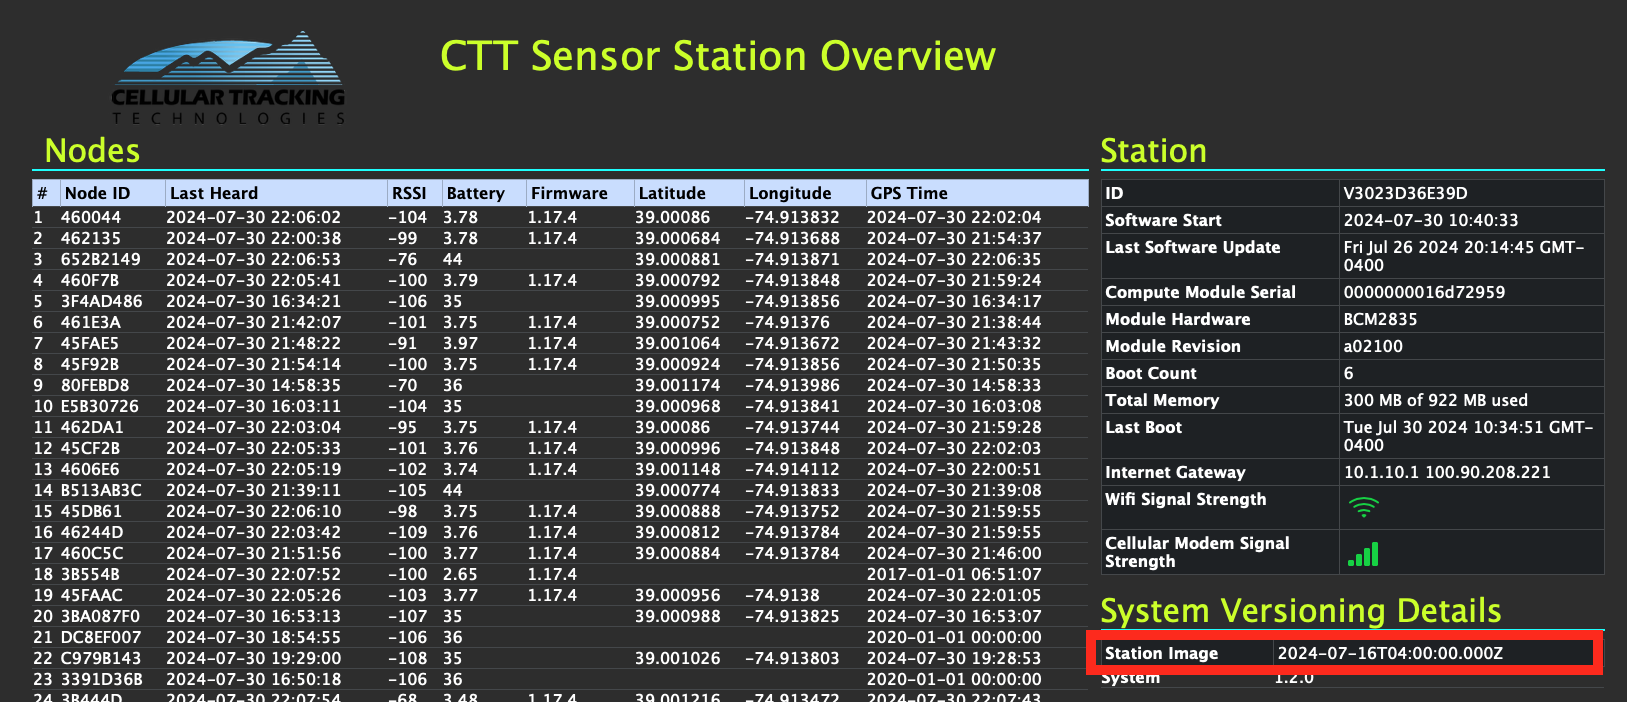 CELLULAR TRACKING
TECHNOLOGIES
CTT Sensor Station Overview
Nodes
# Node ID Last Heard RSSI Battery Firmware Latitude Longitude GPS Time
1 460044 2024-07-30 22:06:02 -104 3.78 1.17.4 39.00086 -74.913832 2024-07-30 22:02:04
2 462135 2024-07-30 22:00:38 -99 3.78 1.17.4 39.000684 -74.913688 2024-07-30 21:54:37
3 652B2149 2024-07-30 22:06:53 -76 44 39.000881 -74.913871 2024-07-30 22:06:35
4 460F7B 2024-07-30 22:05:41 -100 3.79 1.17.4 39.000792 -74.913848 2024-07-30 21:59:24
5 3F4AD486 2024-07-30 16:34:21 -106 35 39.000995 -74.913856 2024-07-30 16:34:17
6 461E3A 2024-07-30 21:42:07 -101 3.75 1.17.4 39.000752 -74.91376 2024-07-30 21:38:44
7 45FAE5 2024-07-30 21:48:22 -91 3.97 1.17.4 39.001064 -74.913672 2024-07-30 21:43:32
8 45F92B 2024-07-30 21:54:14 -100 3.75 1.17.4 39.000924 -74.913856 2024-07-30 21:50:35
9 80FEBD8 2024-07-30 14:58:35 -70 36 39.001174 -74.913986 2024-07-30 14:58:33
10 E5B30726 2024-07-30 16:03:11 -104 35 39.000968 -74.913841 2024-07-30 16:03:08
11 462DA1 2024-07-30 22:03:04 -95 3.75 1.17.4 39.00086 -74.913744 2024-07-30 21:59:28
12 45CF2B 2024-07-30 22:05:33 -101 3.76 1.17.4 39.000996 -74.913848 2024-07-30 22:02:03
13 4606E6 2024-07-30 22:05:19 -102 3.74 1.17.4 39.001148 -74.914112 2024-07-30 22:00:51
14 B513AB3C 2024-07-30 21:39:11 -105 44 39.000774 -74.913833 2024-07-30 21:39:08
15 45DB61 2024-07-30 22:06:10 -98 3.75 1.17.4 39.000888 -74.913752 2024-07-30 21:59:55
16 46244D 2024-07-30 22:03:42 -109 3.76 1.17.4 39.000812 -74.913784 2024-07-30 21:59:55
17 460C5C 2024-07-30 21:51:56 -100 3.77 1.17.4 39.000884 -74.913784 2024-07-30 21:46:00
18 3B554B 2024-07-30 22:07:52 -100 2.65 1.17.4 2017-01-01 06:51:07
19 45FAAC 2024-07-30 22:05:26 -103 3.77 1.17.4 39.000956 -74.9138 2024-07-30 22:01:05
20 3BA087F0 2024-07-30 16:53:13 -107 35 39.000988 -74.913825 2024-07-30 16:53:07
21 DC8EF007 2024-07-30 18:54:55 -106 36 2020-01-01 00:00:00
22 C979B143 2024-07-30 19:29:00 -108 35 39.001026 -74.913803 2024-07-30 19:28:53
23 3391D36B 2024-07-30 16:50:18 -106 36 2020-01-01 00:00:00
24 3B444D 2024-07-30 22:07:54 -68 3.48 1.17.4 39.001216 -74.913472 2024-07-30 22:07:43
Station
ID V3023D36E39D
Software Start 2024-07-30 10:40:33
Last Software Update Fri Jul 26 2024 20:14:45 GMT-
0400
Compute Module Serial 0000000016d72959
Module Hardware BCM2835
Module Revision a02100
Boot Count 6
Total Memory 300 MB of 922 MB used
Last Boot Tue Jul 30 2024 10:34:51 GMT-
0400
Internet Gateway 10.1.10.1 100.90.208.221
Wifi Signal Strength
Cellular Modem Signal
Strength
System Versioning Details
Station Image 2024-07-16T04:00:00.000Z
System 1.2.0